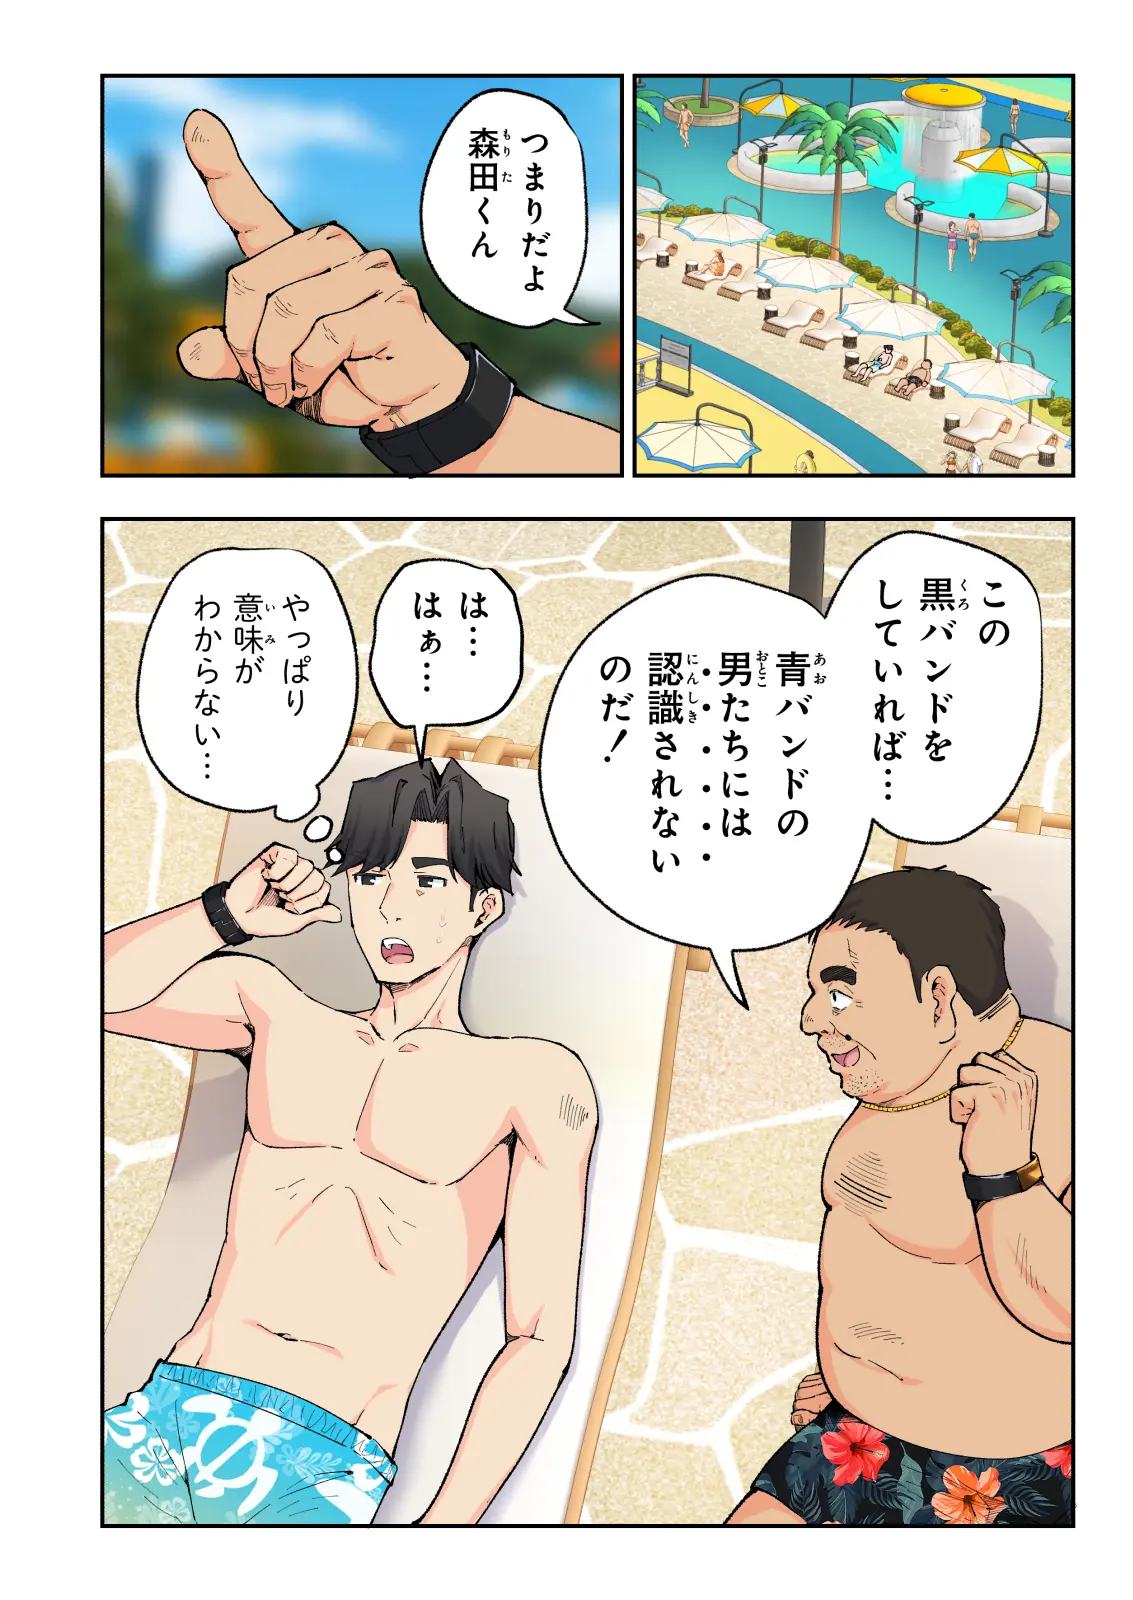 つまりだよ
森田くん
この
黒バンドを
していれば…
青バンドの
男たちには
認識されない
のだ！
は…
はぁ…
やっぱり
意味が
わからない…